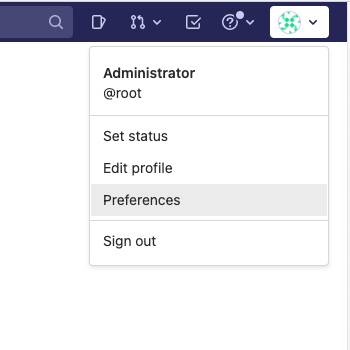 Administrator
@root
Set status
Edit profile
Preferences
Sign out